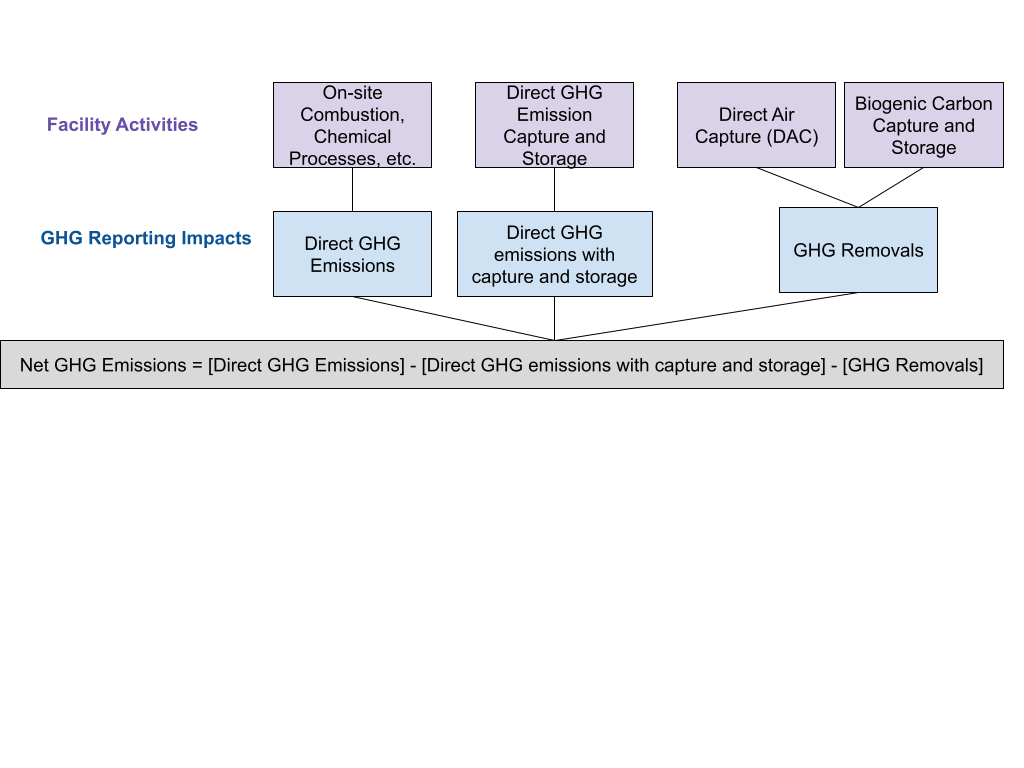 Facility Activities
On-site
Combustion,
Chemical
Processes, etc.
Direct GHG
Emission
Capture and
Storage
Direct Air
Capture (DAC)
Biogenic Carbon
Capture and
Storage
GHG Reporting Impacts
Direct GHG
Emissions
Direct GHG
emissions with
capture and storage
GHG Removals
Net GHG Emissions = [Direct GHG Emissions] - [Direct GHG emissions with capture and storage] - [GHG Removals]